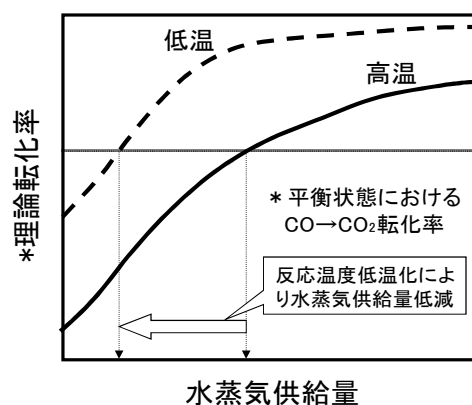 低温
高温
*理論転化率
* 平衡状態における
CO→CO₂転化率
反応温度低温化によ
り水蒸気供給量低減
水蒸気供給量